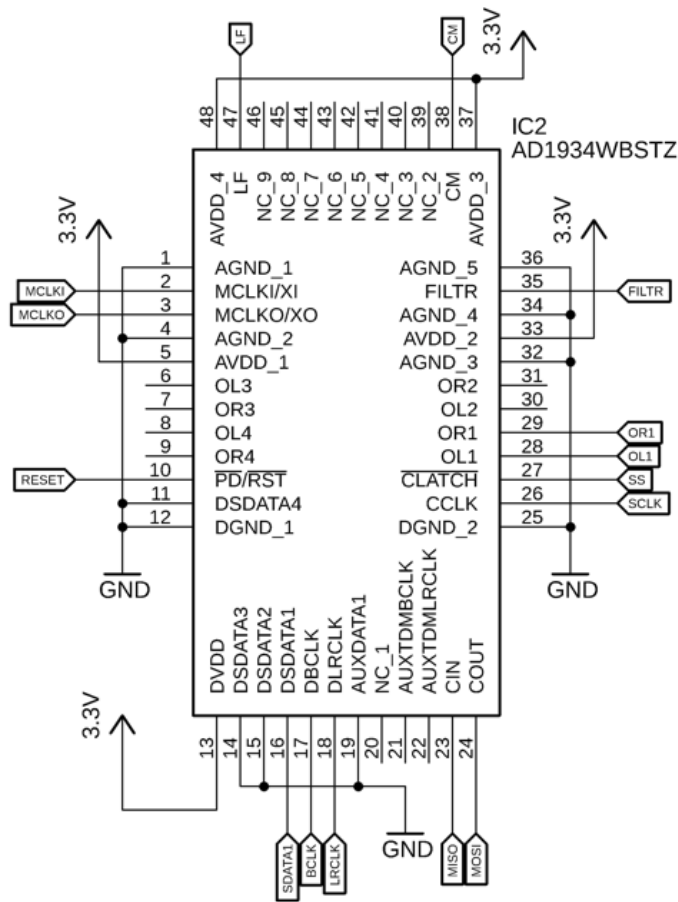 LF
CM
3.3V
48
47
46
45
44
43
42
41
40
39
38
37
IC2
AD1934WBSTZ
AVDD_4
LF
NC_9
NC_8
NC_7
NC_6
NC_5
NC_4
NC_3
NC_2
CM
AVDD_3
3.3V
3.3V
1 AGND_1 AGND_5 36
MCLKI 2 MCLKI/XI FILTR 35 FILTR
MCLKO 3 MCLKO/XO AGND_4 34
4 AGND_2 AVDD_2 33
5 AVDD_1 AGND_3 32
6 OL3 OR2 31
7 OR3 OL2 30
8 OL4 OR1 29 OR1
9 OR4 OL1 28 OL1
RESET 10 PD/RST CLATCH 27 SS
11 DSDATA4 CCLK 26 SCLK
12 DGND_1 DGND_2 25
GND
GND
DVDD
DSDATA3
DSDATA2
DSDATA1
DBCLK
DLRCLK
AUXDATA1
NC_1
AUXTDMBCLK
AUXTDMLRCLK
CIN
COUT
3.3V
13
14
15
16
17
18
19
20
21
22
23
24
GND
SDATA1
BCLK
LRCLK
MISO
MOSI